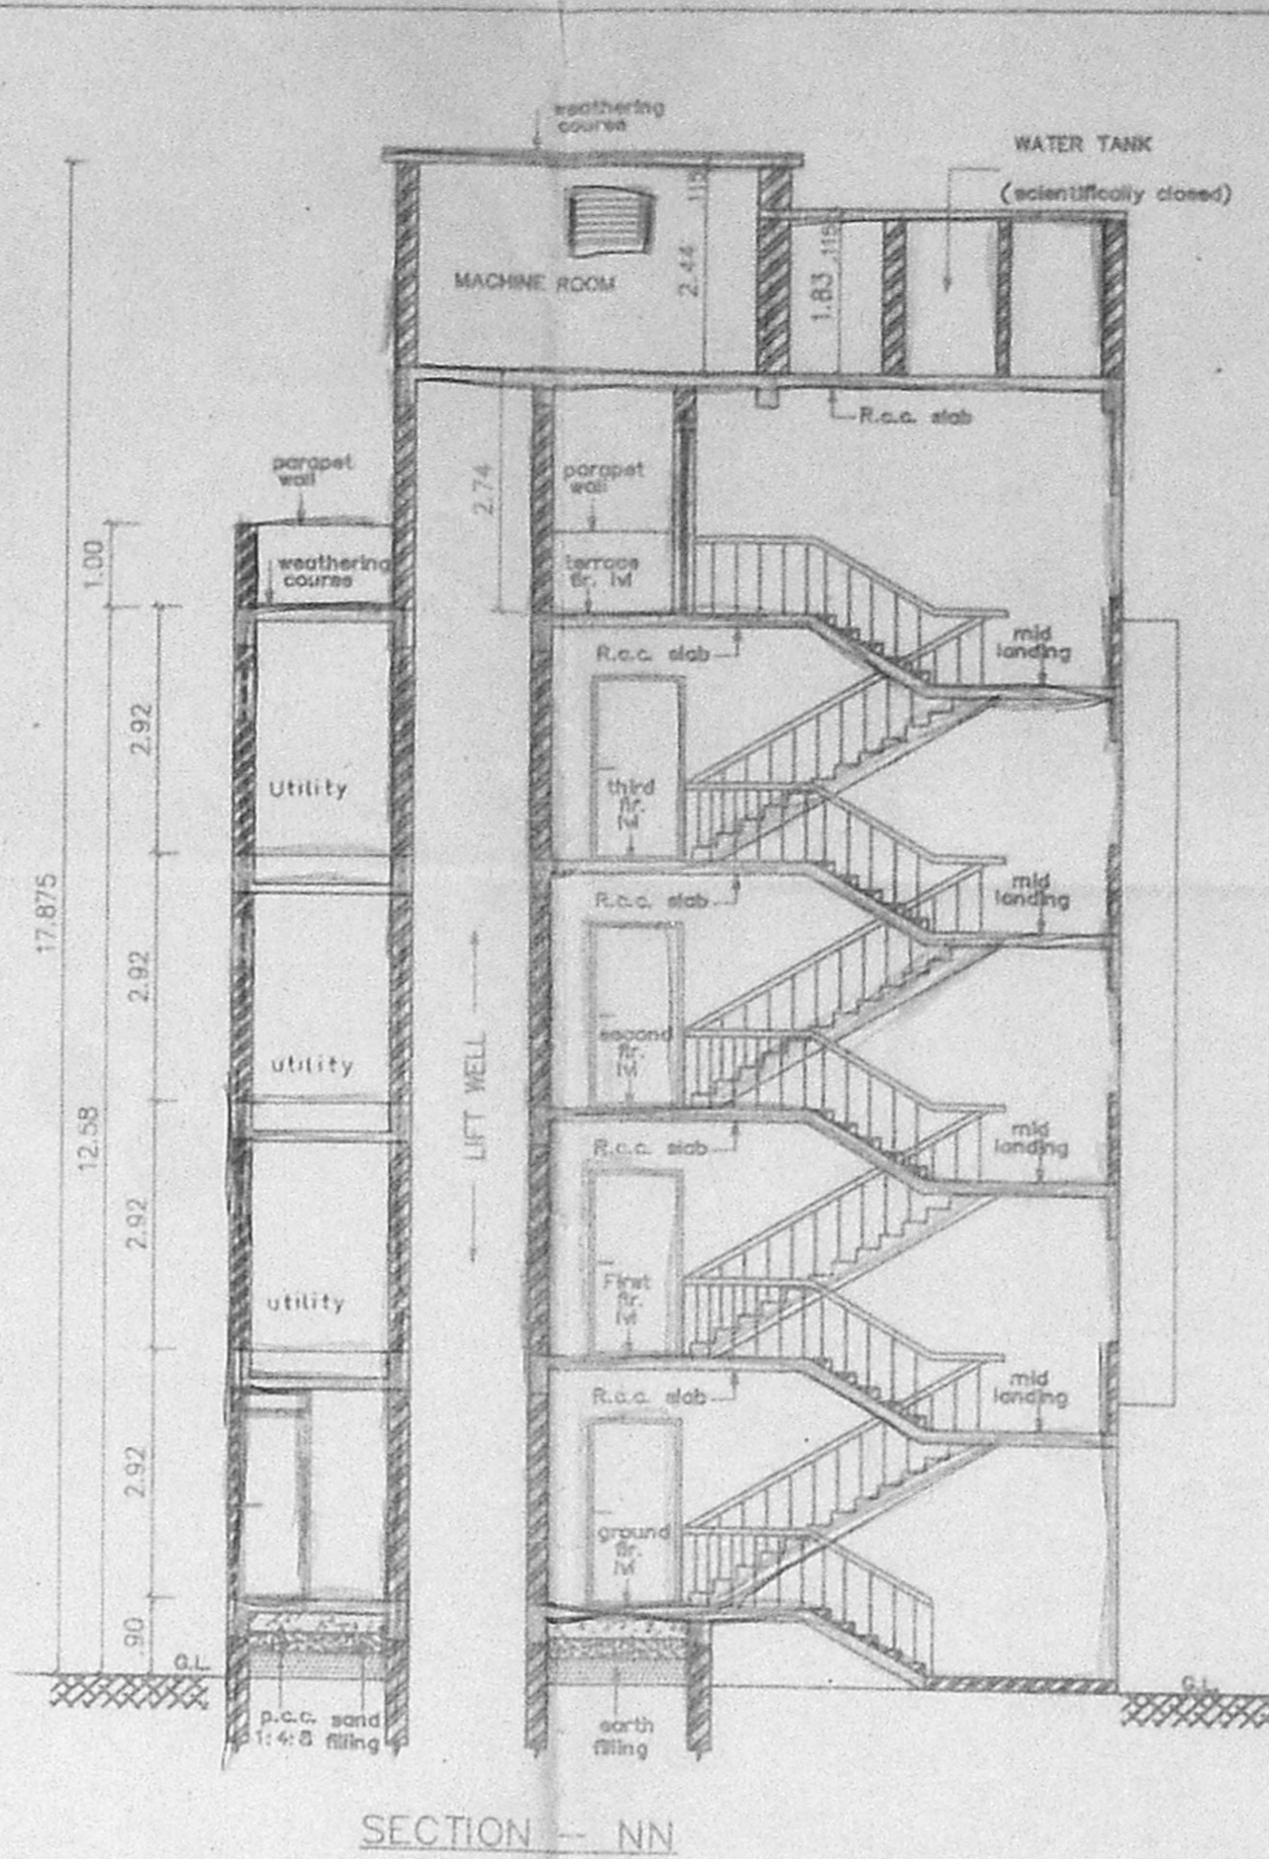 weathering
course
WATER TANK
(scientifically closed)
.115
2.44
MACHINE ROOM
.115
1.83
R.c.c. slab
parapet
wall
2.74
parapet
wall
1.00
weathering
course
terrace
flr. lvl
R.c.c. slab
mid
landing
2.92
Utility
third
flr.
lvl
17.875
R.c.c. slab
mid
landing
2.92
utility
LIFT WELL
second
flr.
lvl
12.58
R.c.c. slab
mid
landing
2.92
utility
First
flr.
lvl
R.c.c. slab
mid
landing
2.92
ground
flr.
lvl
.90
G.L.
G.L.
p.c.c. sand
1:4:8 filling
earth
filling
SECTION - NN